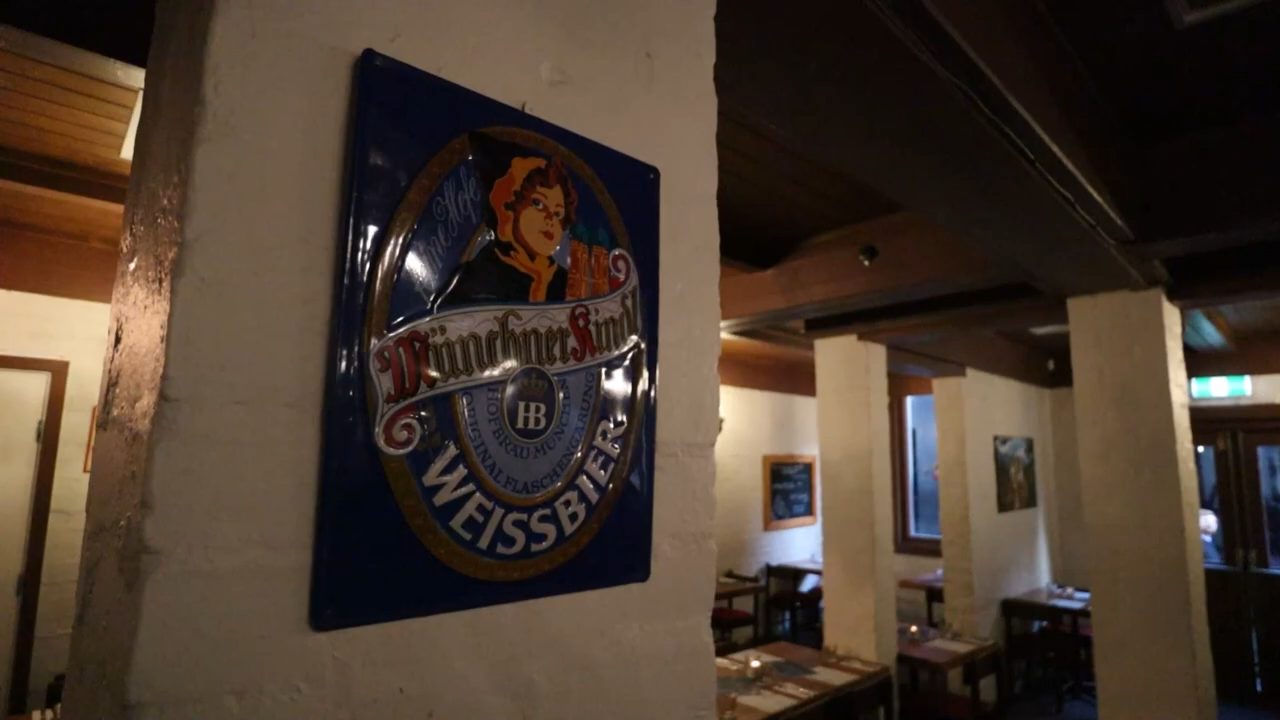 Münchner Kindl
HB
HOFBRÄU MÜNCHEN
ORIGINAL FLASCHENGÄRUNG
WEISSBIER